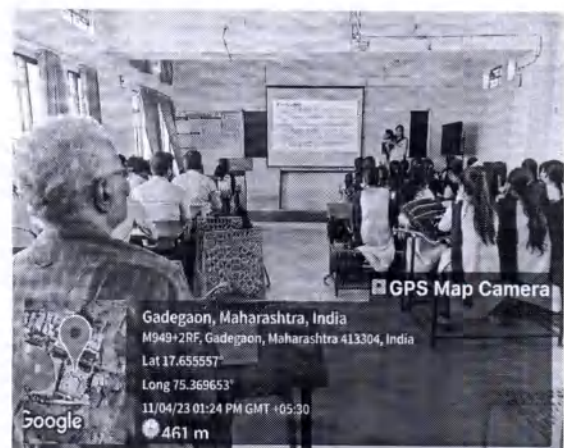 GPS Map Camera
Gadegaon, Maharashtra, India
M949+2RF, Gadegaon, Maharashtra 413304, India
Lat 17.655557°
Long 75.369653°
11/04/23 01:24 PM GMT +05:30
461 m
Google